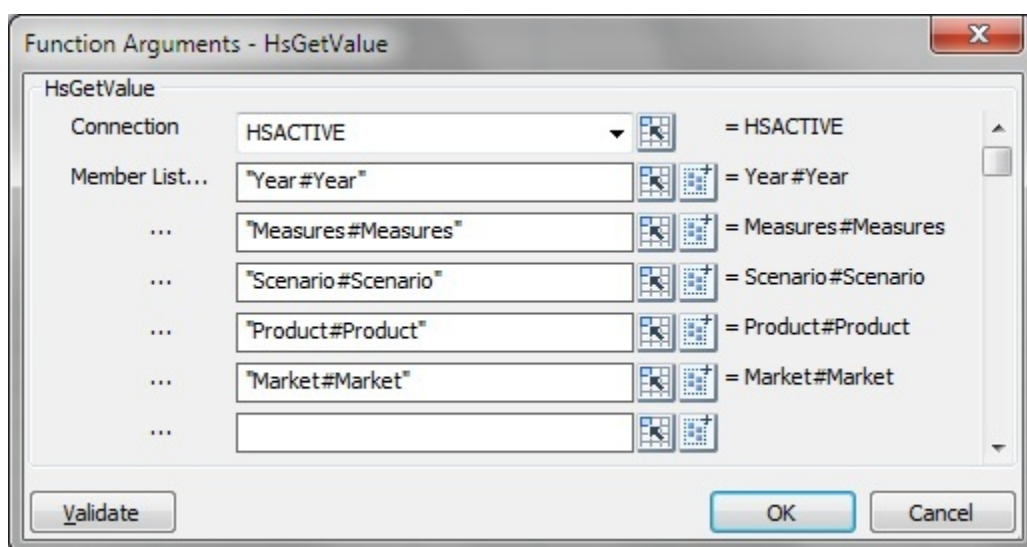 Function Arguments - HsGetValue
HsGetValue
Connection HSACTIVE = HSACTIVE
Member List... "Year#Year" = Year#Year
... "Measures#Measures" = Measures#Measures
... "Scenario#Scenario" = Scenario#Scenario
... "Product#Product" = Product#Product
... "Market#Market" = Market#Market
...
Validate OK Cancel